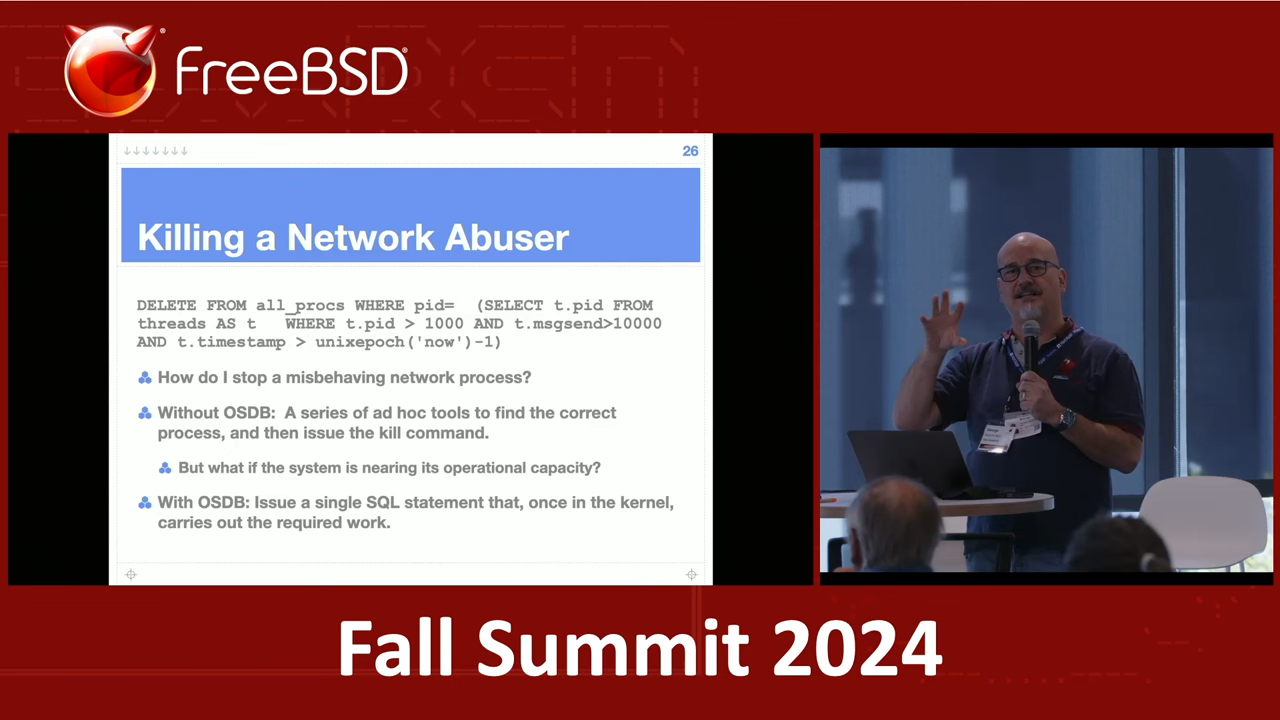 FreeBSD®
↓↓↓↓↓↓↓
26
Killing a Network Abuser
DELETE FROM all_procs WHERE pid= (SELECT t.pid FROM
threads AS t WHERE t.pid > 1000 AND t.msgsend>10000
AND t.timestamp > unixepoch('now')-1)
How do I stop a misbehaving network process?
Without OSDB: A series of ad hoc tools to find the correct
process, and then issue the kill command.
But what if the system is nearing its operational capacity?
With OSDB: Issue a single SQL statement that, once in the kernel,
carries out the required work.
Fall Summit 2024